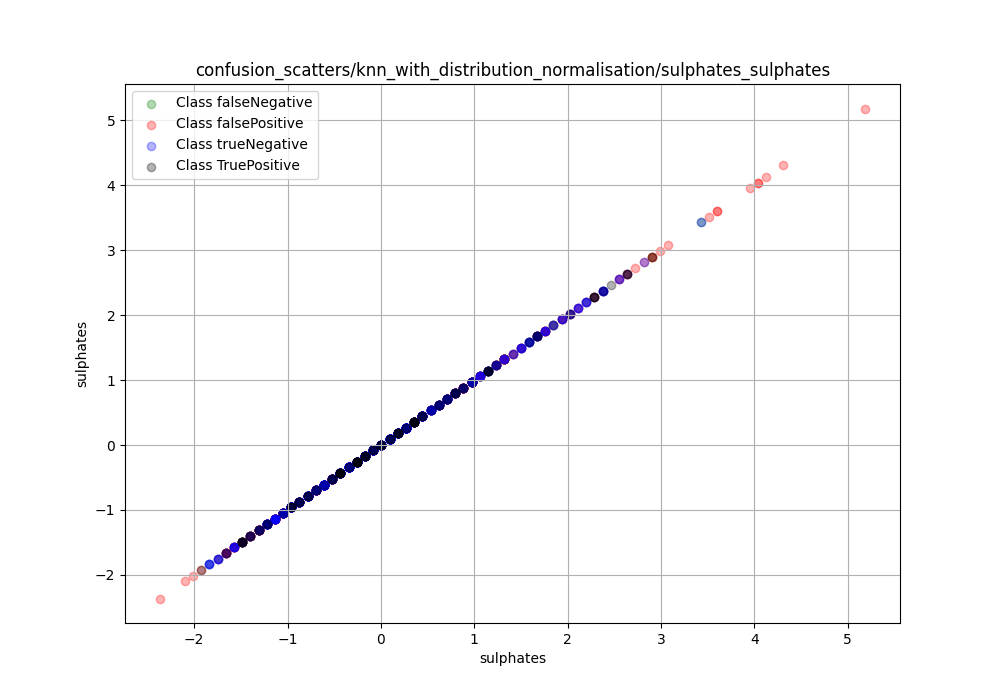 confusion_scatters/knn_with_distribution_normalisation/sulphates_sulphates
Class falseNegative
Class falsePositive
Class trueNegative
Class TruePositive
5
4
3
2
1
0
−1
−2
sulphates
−2 −1 0 1 2 3 4 5
sulphates